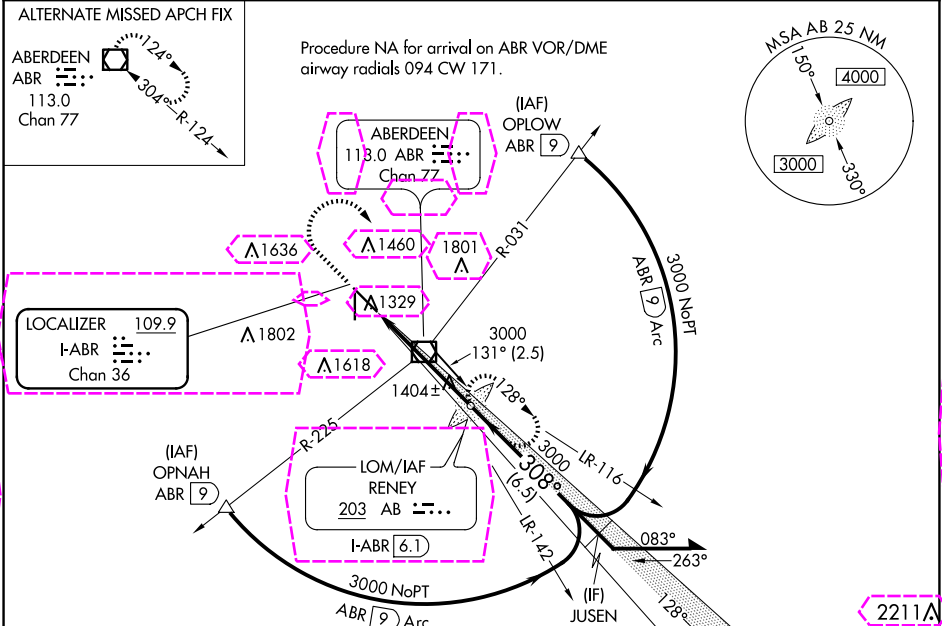 ALTERNATE MISSED APCH FIX
ABERDEEN
ABR
113.0
Chan 77
124°
304°
R-124
Procedure NA for arrival on ABR VOR/DME
airway radials 094 CW 171.
MSA AB 25 NM
150°
4000
3000
330°
(IAF)
OPLOW
ABR 9
ABERDEEN
113.0 ABR
Chan 77
1636
1460
1801
R-031
3000 NoPT
ABR 9 Arc
1329
LOCALIZER 109.9
I-ABR
Chan 36
1802
1618
3000
131° (2.5)
1404±
128°
R-225
3000
(6.5)
308°
LR-116
(IAF)
OPNAH
ABR 9
LOM/IAF
RENEY
203 AB
I-ABR 6.1
LR-142
083°
263°
3000 NoPT
ABR 9 Arc
(IF)
JUSEN
128°
2211